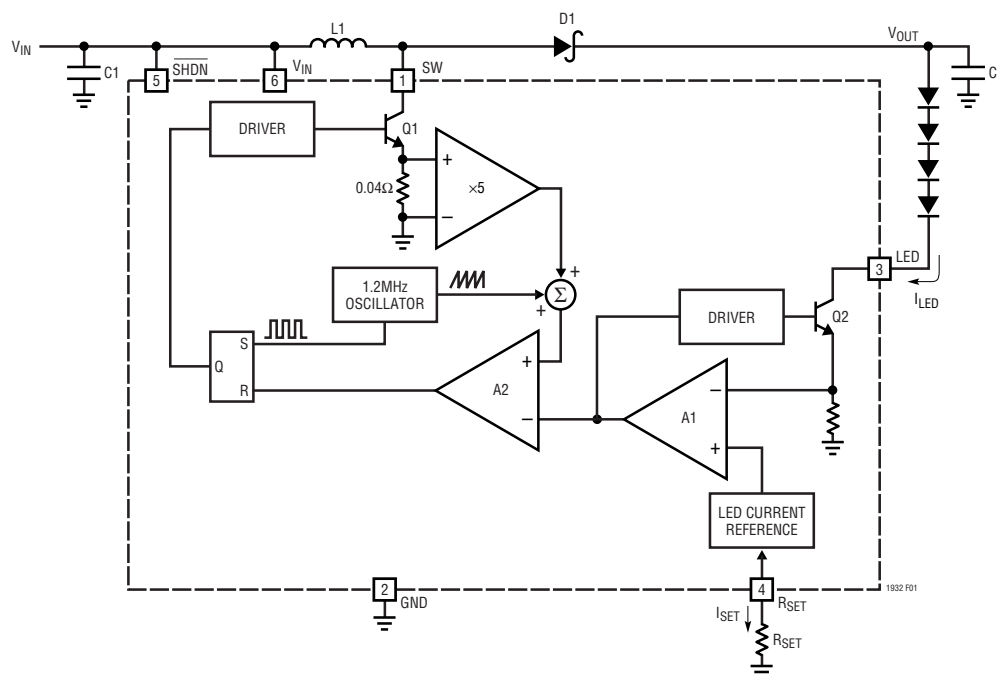 D1
L1
VIN
VOUT
C1
SHDN
VIN
SW
C
5
6
1
DRIVER
Q1
+
0.04Ω
×5
–
LED
3
1.2MHz
OSCILLATOR
+
Σ
+
ILED
DRIVER
Q2
S
Q
R
+
A2
–
–
A1
+
LED CURRENT
REFERENCE
2
GND
4
RSET
1932 F01
ISET
RSET